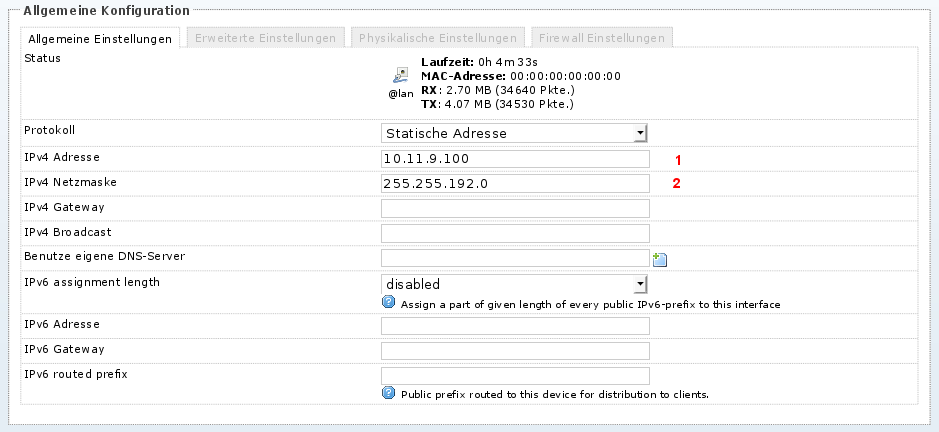 Allgemeine Konfiguration
Allgemeine Einstellungen Erweiterte Einstellungen Physikalische Einstellungen Firewall Einstellungen
Status
Laufzeit: 0h 4m 33s
MAC-Adresse: 00:00:00:00:00:00
RX: 2.70 MB (34640 Pkte.)
TX: 4.07 MB (34530 Pkte.)
@lan
Protokoll Statische Adresse
IPv4 Adresse 10.11.9.100 1
IPv4 Netzmaske 255.255.192.0 2
IPv4 Gateway
IPv4 Broadcast
Benutze eigene DNS-Server
IPv6 assignment length disabled
Assign a part of given length of every public IPv6-prefix to this interface
IPv6 Adresse
IPv6 Gateway
IPv6 routed prefix
Public prefix routed to this device for distribution to clients.